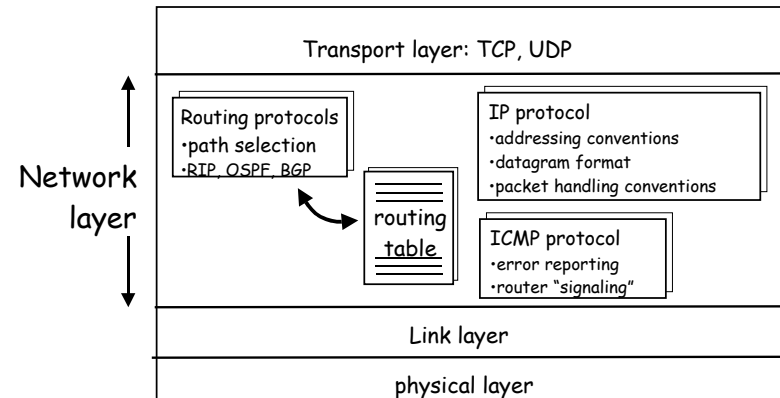 Transport layer: TCP, UDP
Network
layer
Routing protocols
•path selection
•RIP, OSPF, BGP
routing
table
IP protocol
•addressing conventions
•datagram format
•packet handling conventions
ICMP protocol
•error reporting
•router “signaling”
Link layer
physical layer